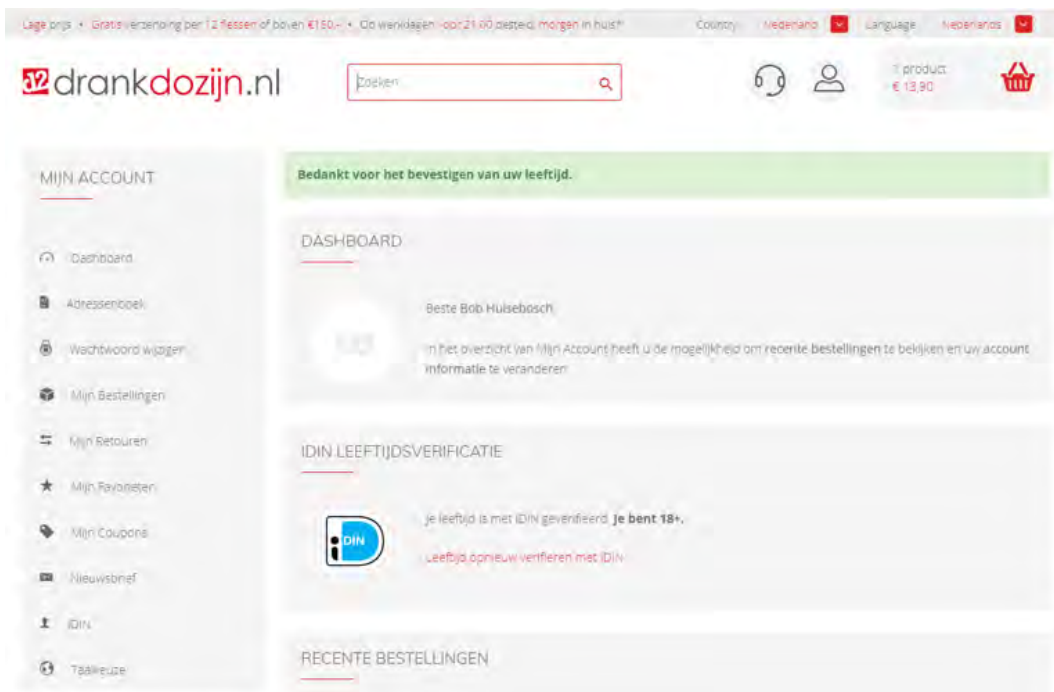 Lage prijs • Gratis verzending per 12 flessen of boven €150,- • Op werkdagen voor 21:00 besteld, morgen in huis!* Country Nederland Language Nederlands
d2 drankdozijn.nl
Zoeken
1 product
€ 13,90
MIJN ACCOUNT
Dashboard
Adressenboek
Wachtwoord wijzigen
Mijn Bestellingen
Mijn Retouren
Mijn Favorieten
Mijn Coupons
Nieuwsbrief
iDIN
Taalkeuze
Bedankt voor het bevestigen van uw leeftijd.
DASHBOARD
Beste Bob Hulsebosch
In het overzicht van Mijn Account heeft u de mogelijkheid om recente bestellingen te bekijken en uw account
informatie te veranderen
IDIN LEEFTIJDSVERIFICATIE
iDIN
Je leeftijd is met iDIN geverifieerd. Je bent 18+.
Leeftijd opnieuw verifieren met iDIN
RECENTE BESTELLINGEN